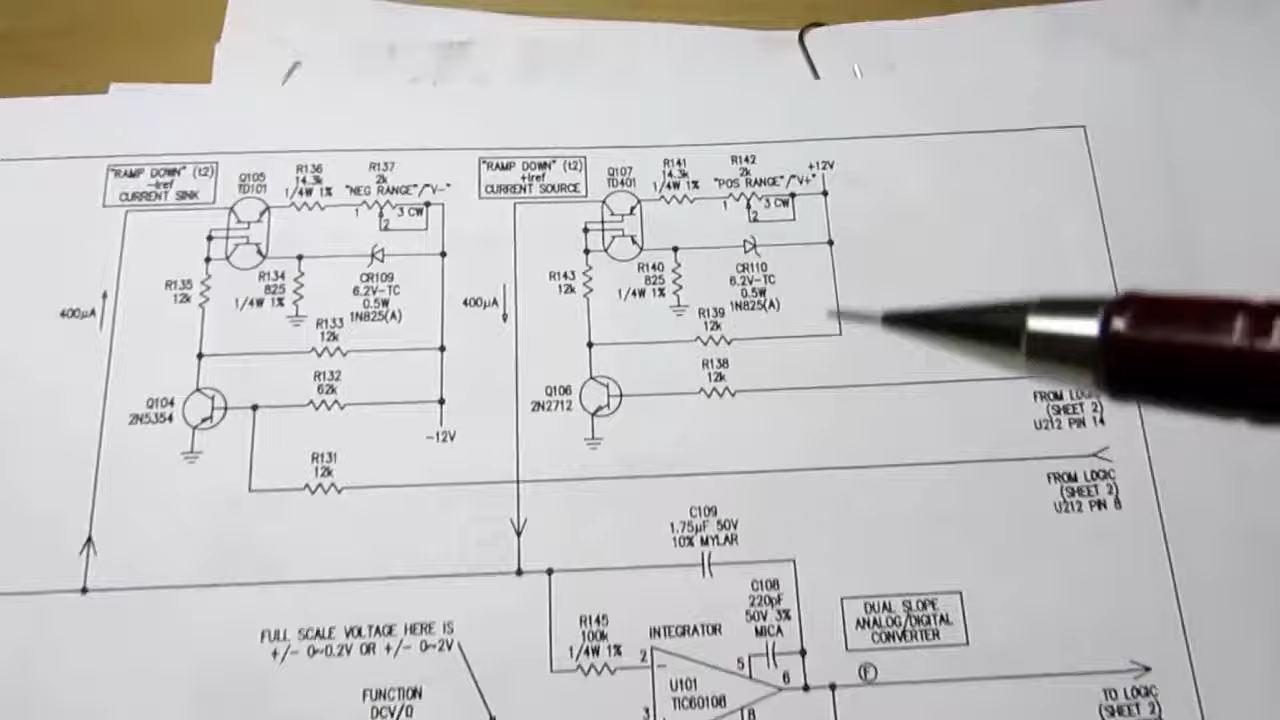 "RAMP DOWN" (t2)
-Iref
CURRENT SINK
Q105
TD101
R136
14.3k
1/4W 1%
R137
2k
"NEG RANGE"/"V-"
1
3 CW
2
R135
12k
R134
825
1/4W 1%
CR109
6.2V-TC
0.5W
1N825(A)
400µA
R133
12k
R132
62k
Q104
2N5354
-12V
R131
12k
"RAMP DOWN" (t2)
+Iref
CURRENT SOURCE
Q107
TD401
R141
14.3k
1/4W 1%
R142
2k
"POS RANGE"/"V+"
+12V
1
3 CW
2
R143
12k
R140
825
1/4W 1%
CR110
6.2V-TC
0.5W
1N825(A)
400µA
R139
12k
R138
12k
Q106
2N2712
FROM LOGIC
(SHEET 2)
U212 PIN 14
FROM LOGIC
(SHEET 2)
U212 PIN 8
C109
1.75µF 50V
10% MYLAR
C108
220pF
50V 3%
MICA
DUAL SLOPE
ANALOG/DIGITAL
CONVERTER
R145
100k
1/4W 1%
INTEGRATOR
2
-
5
6
F
U101
TIC6010B
3
8
FULL SCALE VOLTAGE HERE IS
+/- 0~0.2V OR +/- 0~2V
FUNCTION
DCV/Ω
TO LOGIC
(SHEET 2)